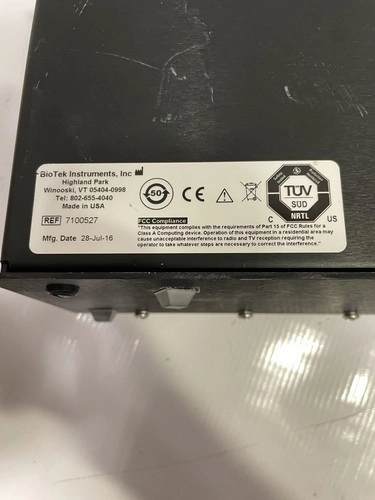 BioTek Instruments, Inc
Highland Park
Winooski, VT 05404-0998
Tel: 802-655-4040
Made in USA
REF 7100527
Mfg. Date 28-Jul-16
50
CE
TÜV
SUD
NRTL
C US
FCC Compliance
"This equipment complies with the requirements of Part 15 of FCC Rules for a
Class A Computing device. Operation of this equipment in a residential area may
cause unacceptable interference to radio and TV reception requiring the
operator to take whatever steps are necessary to correct the interference."